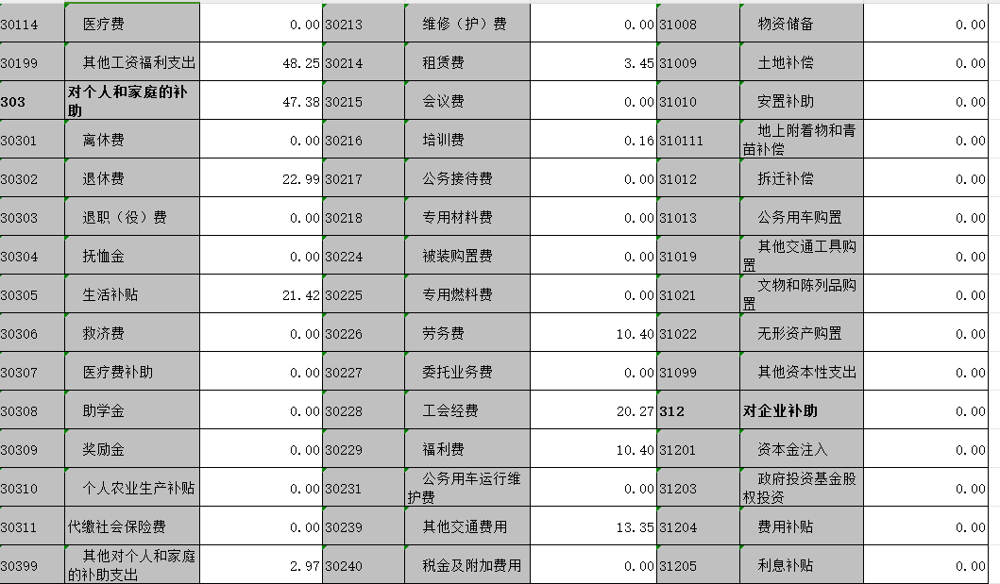 30114 医疗费 0.00 30213 维修（护）费 0.00 31008 物资储备 0.00
30199 其他工资福利支出 48.25 30214 租赁费 3.45 31009 土地补偿 0.00
303 对个人和家庭的补助 47.38 30215 会议费 0.00 31010 安置补助 0.00
30301 离休费 0.00 30216 培训费 0.16 310111 地上附着物和青苗补偿 0.00
30302 退休费 22.99 30217 公务接待费 0.00 31012 拆迁补偿 0.00
30303 退职（役）费 0.00 30218 专用材料费 0.00 31013 公务用车购置 0.00
30304 抚恤金 0.00 30224 被装购置费 0.00 31019 其他交通工具购置 0.00
30305 生活补贴 21.42 30225 专用燃料费 0.00 31021 文物和陈列品购置 0.00
30306 救济费 0.00 30226 劳务费 10.40 31022 无形资产购置 0.00
30307 医疗费补助 0.00 30227 委托业务费 0.00 31099 其他资本性支出 0.00
30308 助学金 0.00 30228 工会经费 20.27 312 对企业补助 0.00
30309 奖励金 0.00 30229 福利费 10.40 31201 资本金注入 0.00
30310 个人农业生产补贴 0.00 30231 公务用车运行维护费 0.00 31203 政府投资基金股权投资 0.00
30311 代缴社会保险费 0.00 30239 其他交通费用 13.35 31204 费用补贴 0.00
30399 其他对个人和家庭的补助支出 2.97 30240 税金及附加费用 0.00 31205 利息补贴 0.00